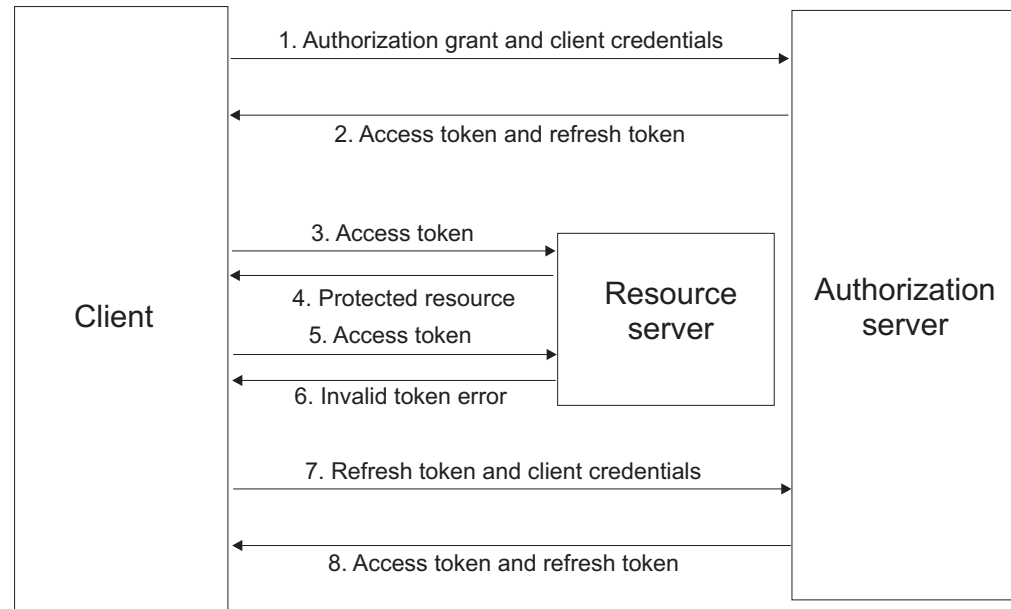 1. Authorization grant and client credentials
2. Access token and refresh token
3. Access token
4. Protected resource
5. Access token
6. Invalid token error
Client
Resource
server
Authorization
server
7. Refresh token and client credentials
8. Access token and refresh token